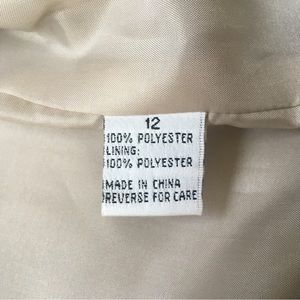 12
100% POLYESTER
LINING:
100% POLYESTER
MADE IN CHINA
REVERSE FOR CARE